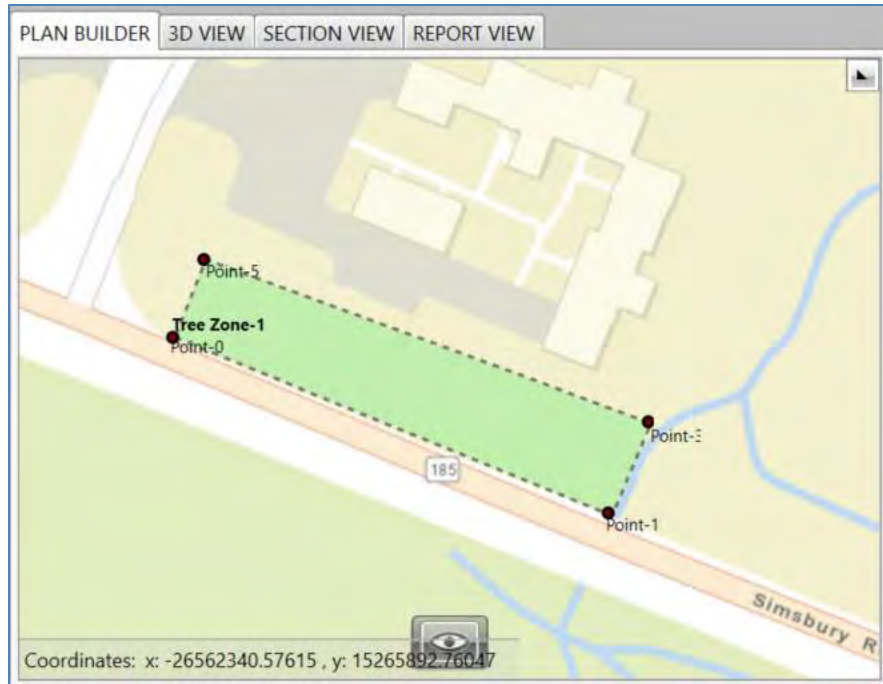 PLAN BUILDER 3D VIEW SECTION VIEW REPORT VIEW
Point-5
Tree Zone-1
Point-0
Point-
185
Point-1
Simsbury R
Coordinates: x: -26562340.57615 , y: 15265892.76047